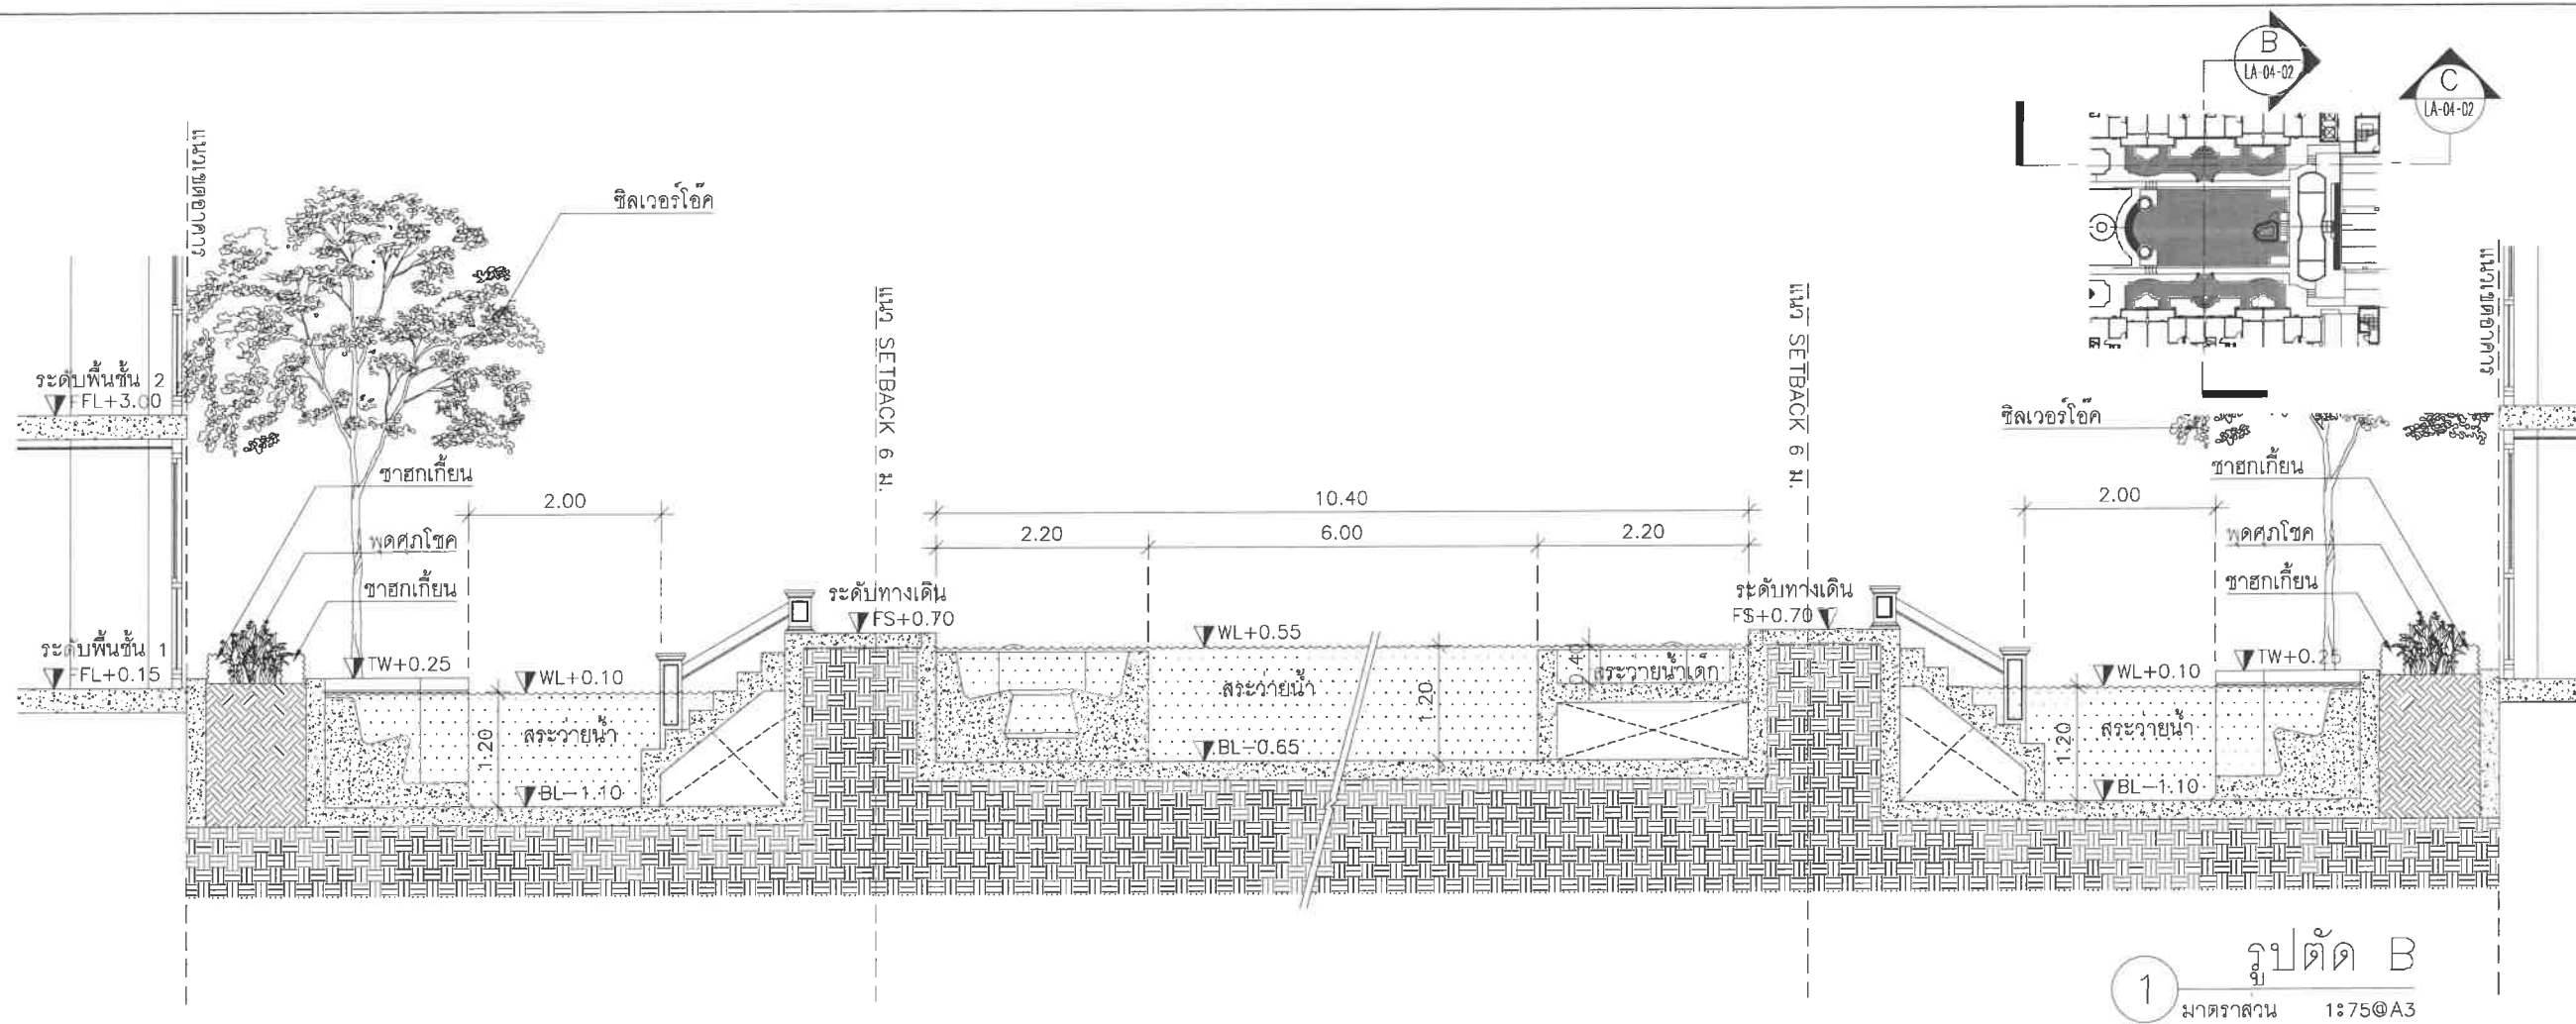 B
LA-04-02
C
LA-04-02
แนวเขตอาคาร
ซิลเวอร์โอ๊ค
แนว SETBACK 6 ม.
แนว SETBACK 6 ม.
แนวเขตอาคาร
ระดับพื้นชั้น 2
FFL+3.00
ซิลเวอร์โอ๊ค
ชาฮกเกี้ยน
ชาฮกเกี้ยน
2.00
10.40
2.00
2.20
6.00
2.20
พุดศุภโชค
พุดศุภโชค
ชาฮกเกี้ยน
ชาฮกเกี้ยน
ระดับทางเดิน
FS+0.70
ระดับทางเดิน
FS+0.70
WL+0.55
ระดับพื้นชั้น 1
FFL+0.15
TW+0.25
WL+0.10
สระว่ายน้ำ
0.40
สระว่ายน้ำเด็ก
WL+0.10
TW+0.25
1.20
สระว่ายน้ำ
1.20
1.20
สระว่ายน้ำ
BL-0.65
BL-1.10
BL-1.10
รูปตัด B
1
มาตราส่วน 1:75@A3